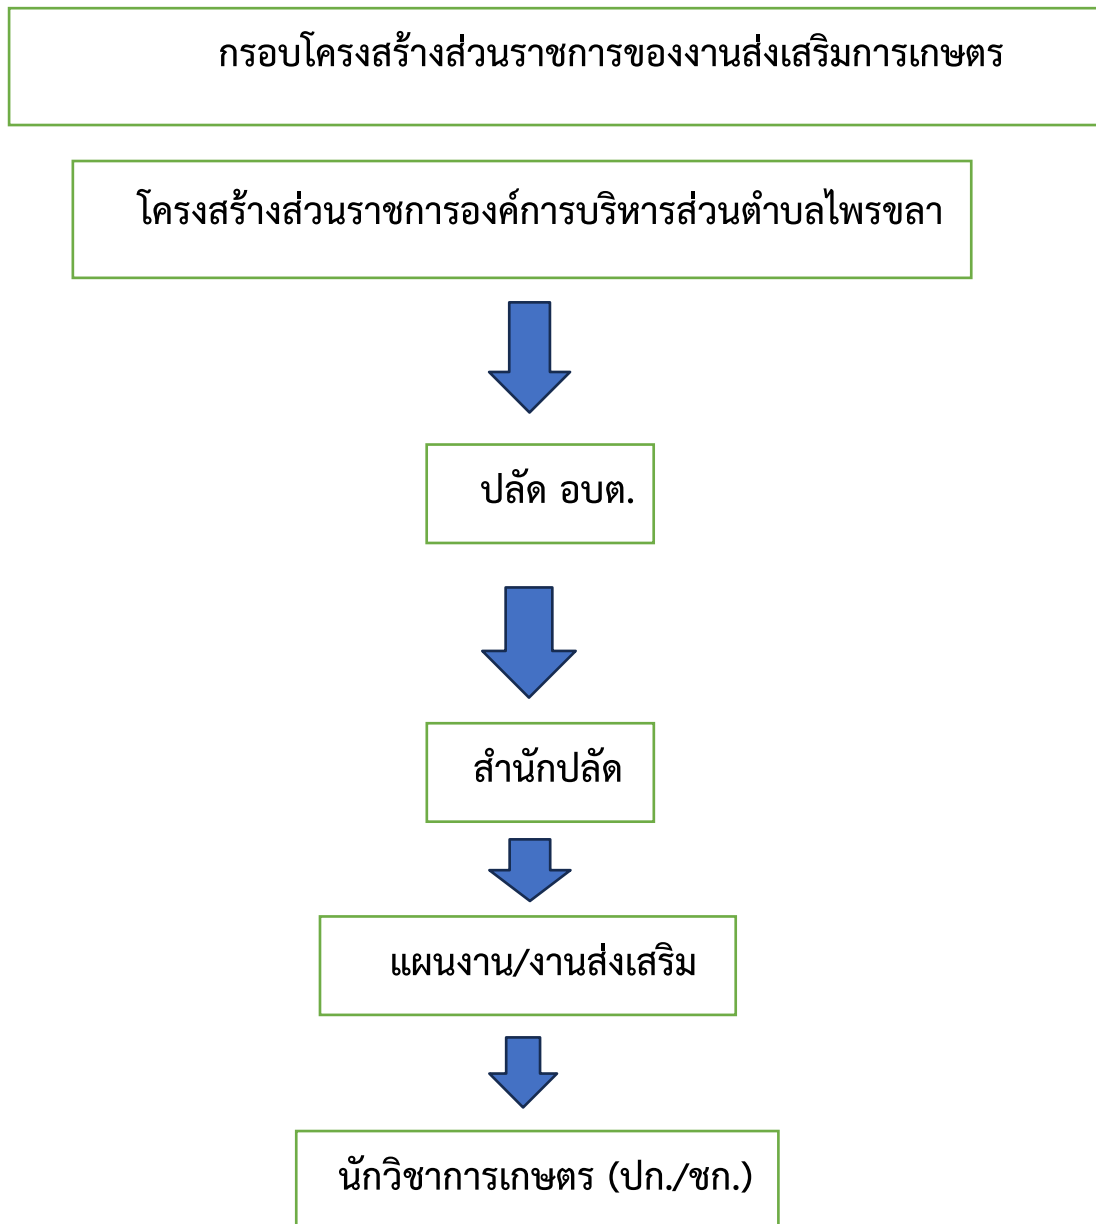 กรอบโครงสร้างส่วนราชการของงานส่งเสริมการเกษตร
โครงสร้างส่วนราชการองค์การบริหารส่วนตำบลไพรขลา
ปลัด อบต.
สำนักปลัด
แผนงาน/งานส่งเสริม
นักวิชาการเกษตร (ปก./ชก.)